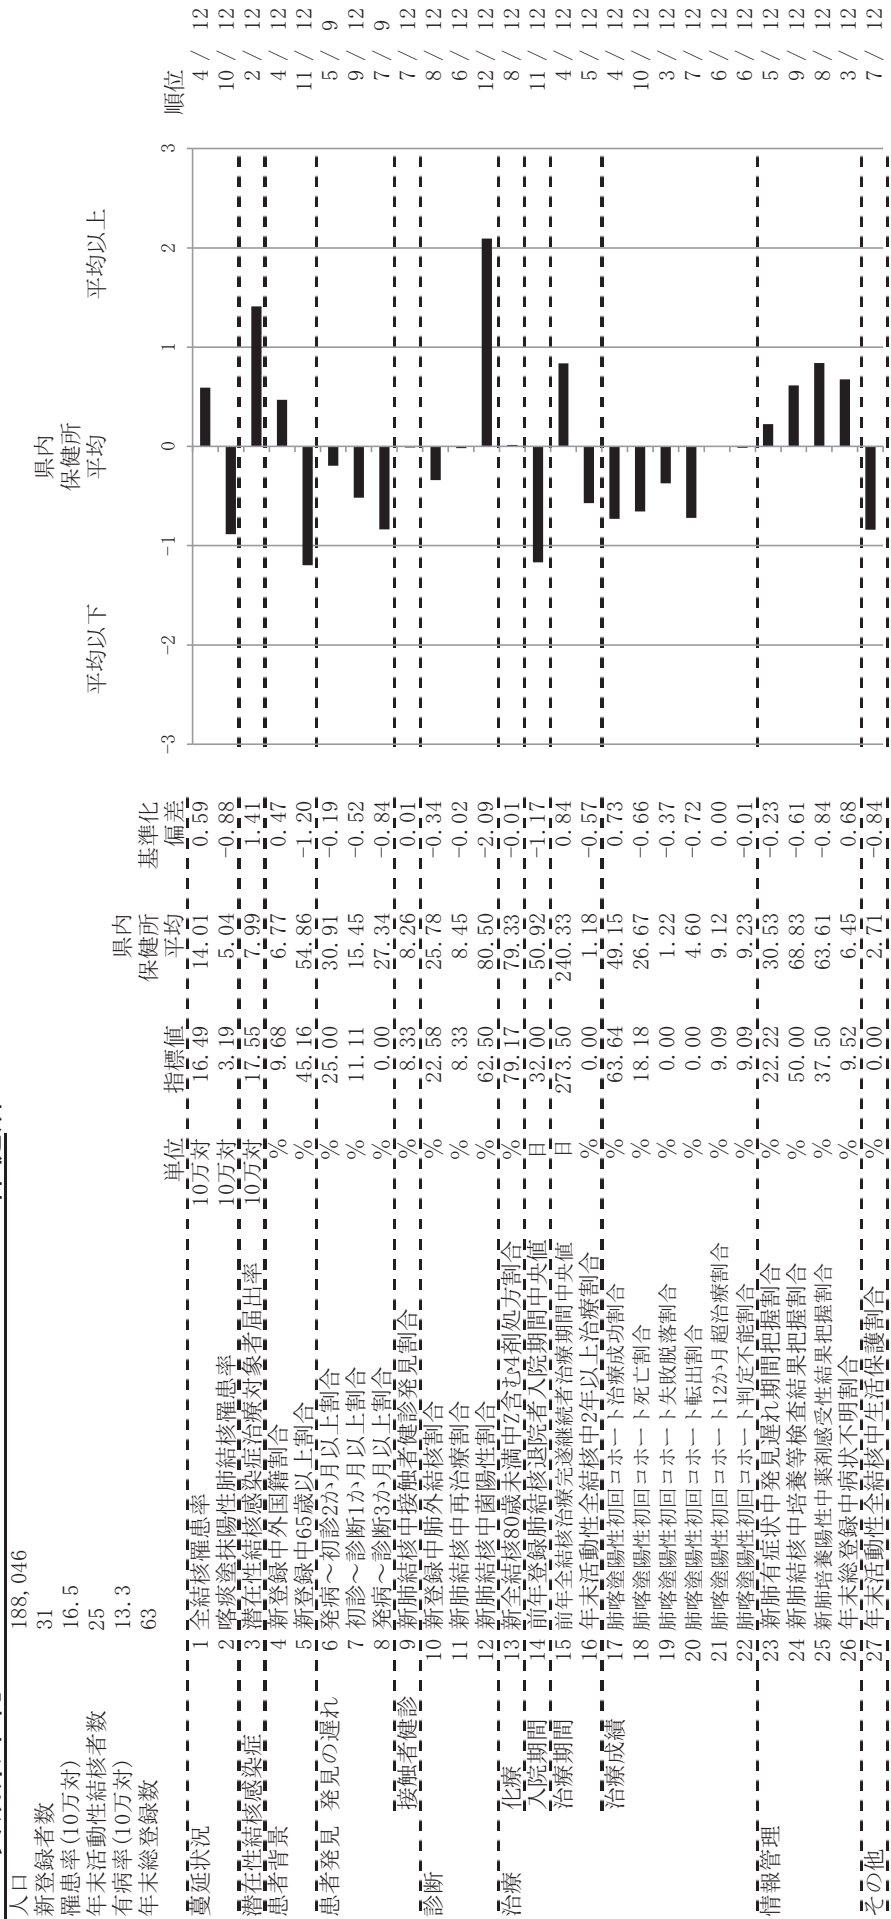 人口 188,046
新登録者数 31
罹患率(10万対) 16.5
年末活動性結核者数 25
有病率(10万対) 13.3
年末総登録数 63
単位 指標値 県内保健所平均 基準化偏差 平均以下 県内保健所平均 平均以上 順位
-3 -2 -1 0 1 2 3
蔓延状況 1 全結核罹患率 10万対 16.49 14.01 0.59 4 / 12
2 喀痰塗抹陽性肺結核罹患率 10万対 3.19 5.04 -0.88 10 / 12
潜在性結核感染症 3 潜在性結核感染症治療対象者届出率 10万対 17.55 7.99 1.41 2 / 12
患者背景 4 新登録中外国籍割合 % 9.68 6.77 0.47 4 / 12
5 新登録中65歳以上割合 % 45.16 54.86 -1.20 11 / 12
患者発見 発見の遅れ 6 発病～初診2か月以上割合 % 25.00 30.91 -0.19 5 / 9
7 初診～診断1か月以上割合 % 11.11 15.45 -0.52 9 / 12
8 発病～診断3か月以上割合 % 0.00 27.34 -0.84 7 / 9
接触者健診 9 新肺結核中接触者健診発見割合 % 8.33 8.26 0.01 7 / 12
診断 10 新登録中肺外結核割合 % 22.58 25.78 -0.34 8 / 12
11 新肺結核中再治療割合 % 8.33 8.45 -0.02 6 / 12
12 新肺結核中菌陽性割合 % 62.50 80.50 -2.09 12 / 12
治療 化療 13 新全結核80歳未満中Z含む4剤処方割合 % 79.17 79.33 -0.01 8 / 12
入院期間 14 前年登録肺結核退院者入院期間中央値 日 32.00 50.92 -1.17 11 / 12
治療期間 15 前年全結核治療完遂継続者治療期間中央値 日 273.50 240.33 0.84 4 / 12
16 年末活動性全結核中2年以上治療割合 % 0.00 1.18 -0.57 5 / 12
治療成績 17 肺喀塗陽性初回コホート治療成功割合 % 63.64 49.15 0.73 4 / 12
18 肺喀塗陽性初回コホート死亡割合 % 18.18 26.67 -0.66 10 / 12
19 肺喀塗陽性初回コホート失敗脱落割合 % 0.00 1.22 -0.37 3 / 12
20 肺喀塗陽性初回コホート転出割合 % 0.00 4.60 -0.72 7 / 12
21 肺喀塗陽性初回コホート12か月超治療割合 % 9.09 9.12 0.00 6 / 12
22 肺喀塗陽性初回コホート判定不能割合 % 9.09 9.23 -0.01 6 / 12
情報管理 23 新肺有症状中発見遅れ期間把握割合 % 22.22 30.53 -0.23 5 / 12
24 新肺結核中培養等検査結果把握割合 % 50.00 68.83 -0.61 9 / 12
25 新肺培養陽性中薬剤感受性結果把握割合 % 37.50 63.61 -0.84 8 / 12
26 年末総登録中病状不明割合 % 9.52 6.45 0.68 3 / 12
その他 27 年末活動性全結核中生活保護割合 % 0.00 2.71 -0.84 7 / 12